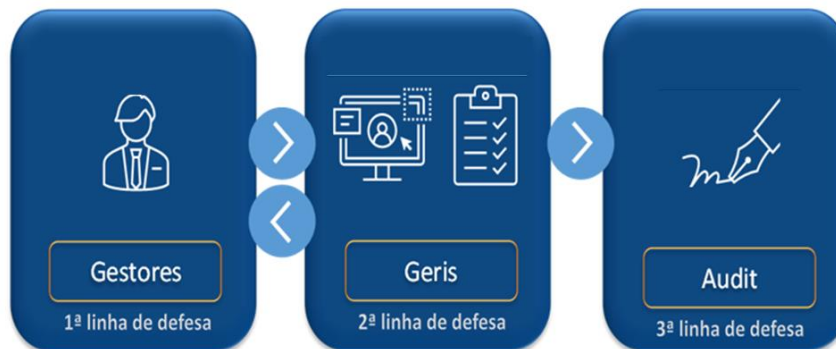 Gestores
1ª linha de defesa
Geris
2ª linha de defesa
Audit
3ª linha de defesa